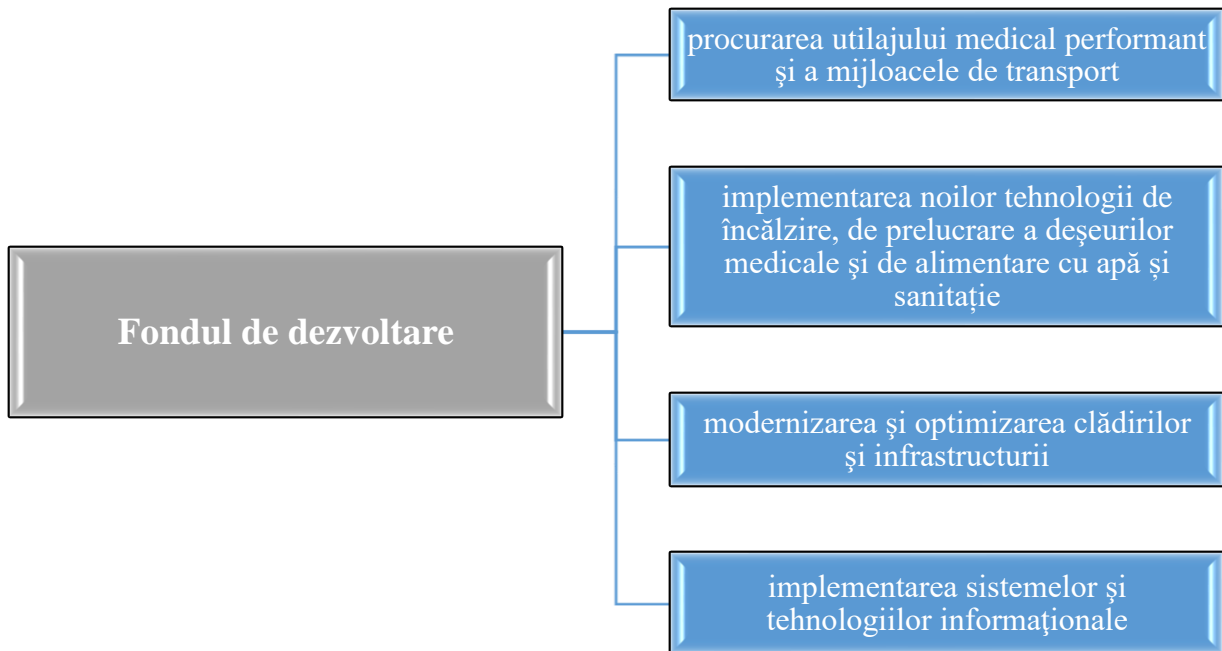 procurarea utilajului medical performant
şi a mijloacele de transport
implementarea noilor tehnologii de
încălzire, de prelucrare a deşeurilor
medicale şi de alimentare cu apă și
sanitație
Fondul de dezvoltare
modernizarea şi optimizarea clădirilor
şi infrastructurii
implementarea sistemelor şi
tehnologiilor informaţionale